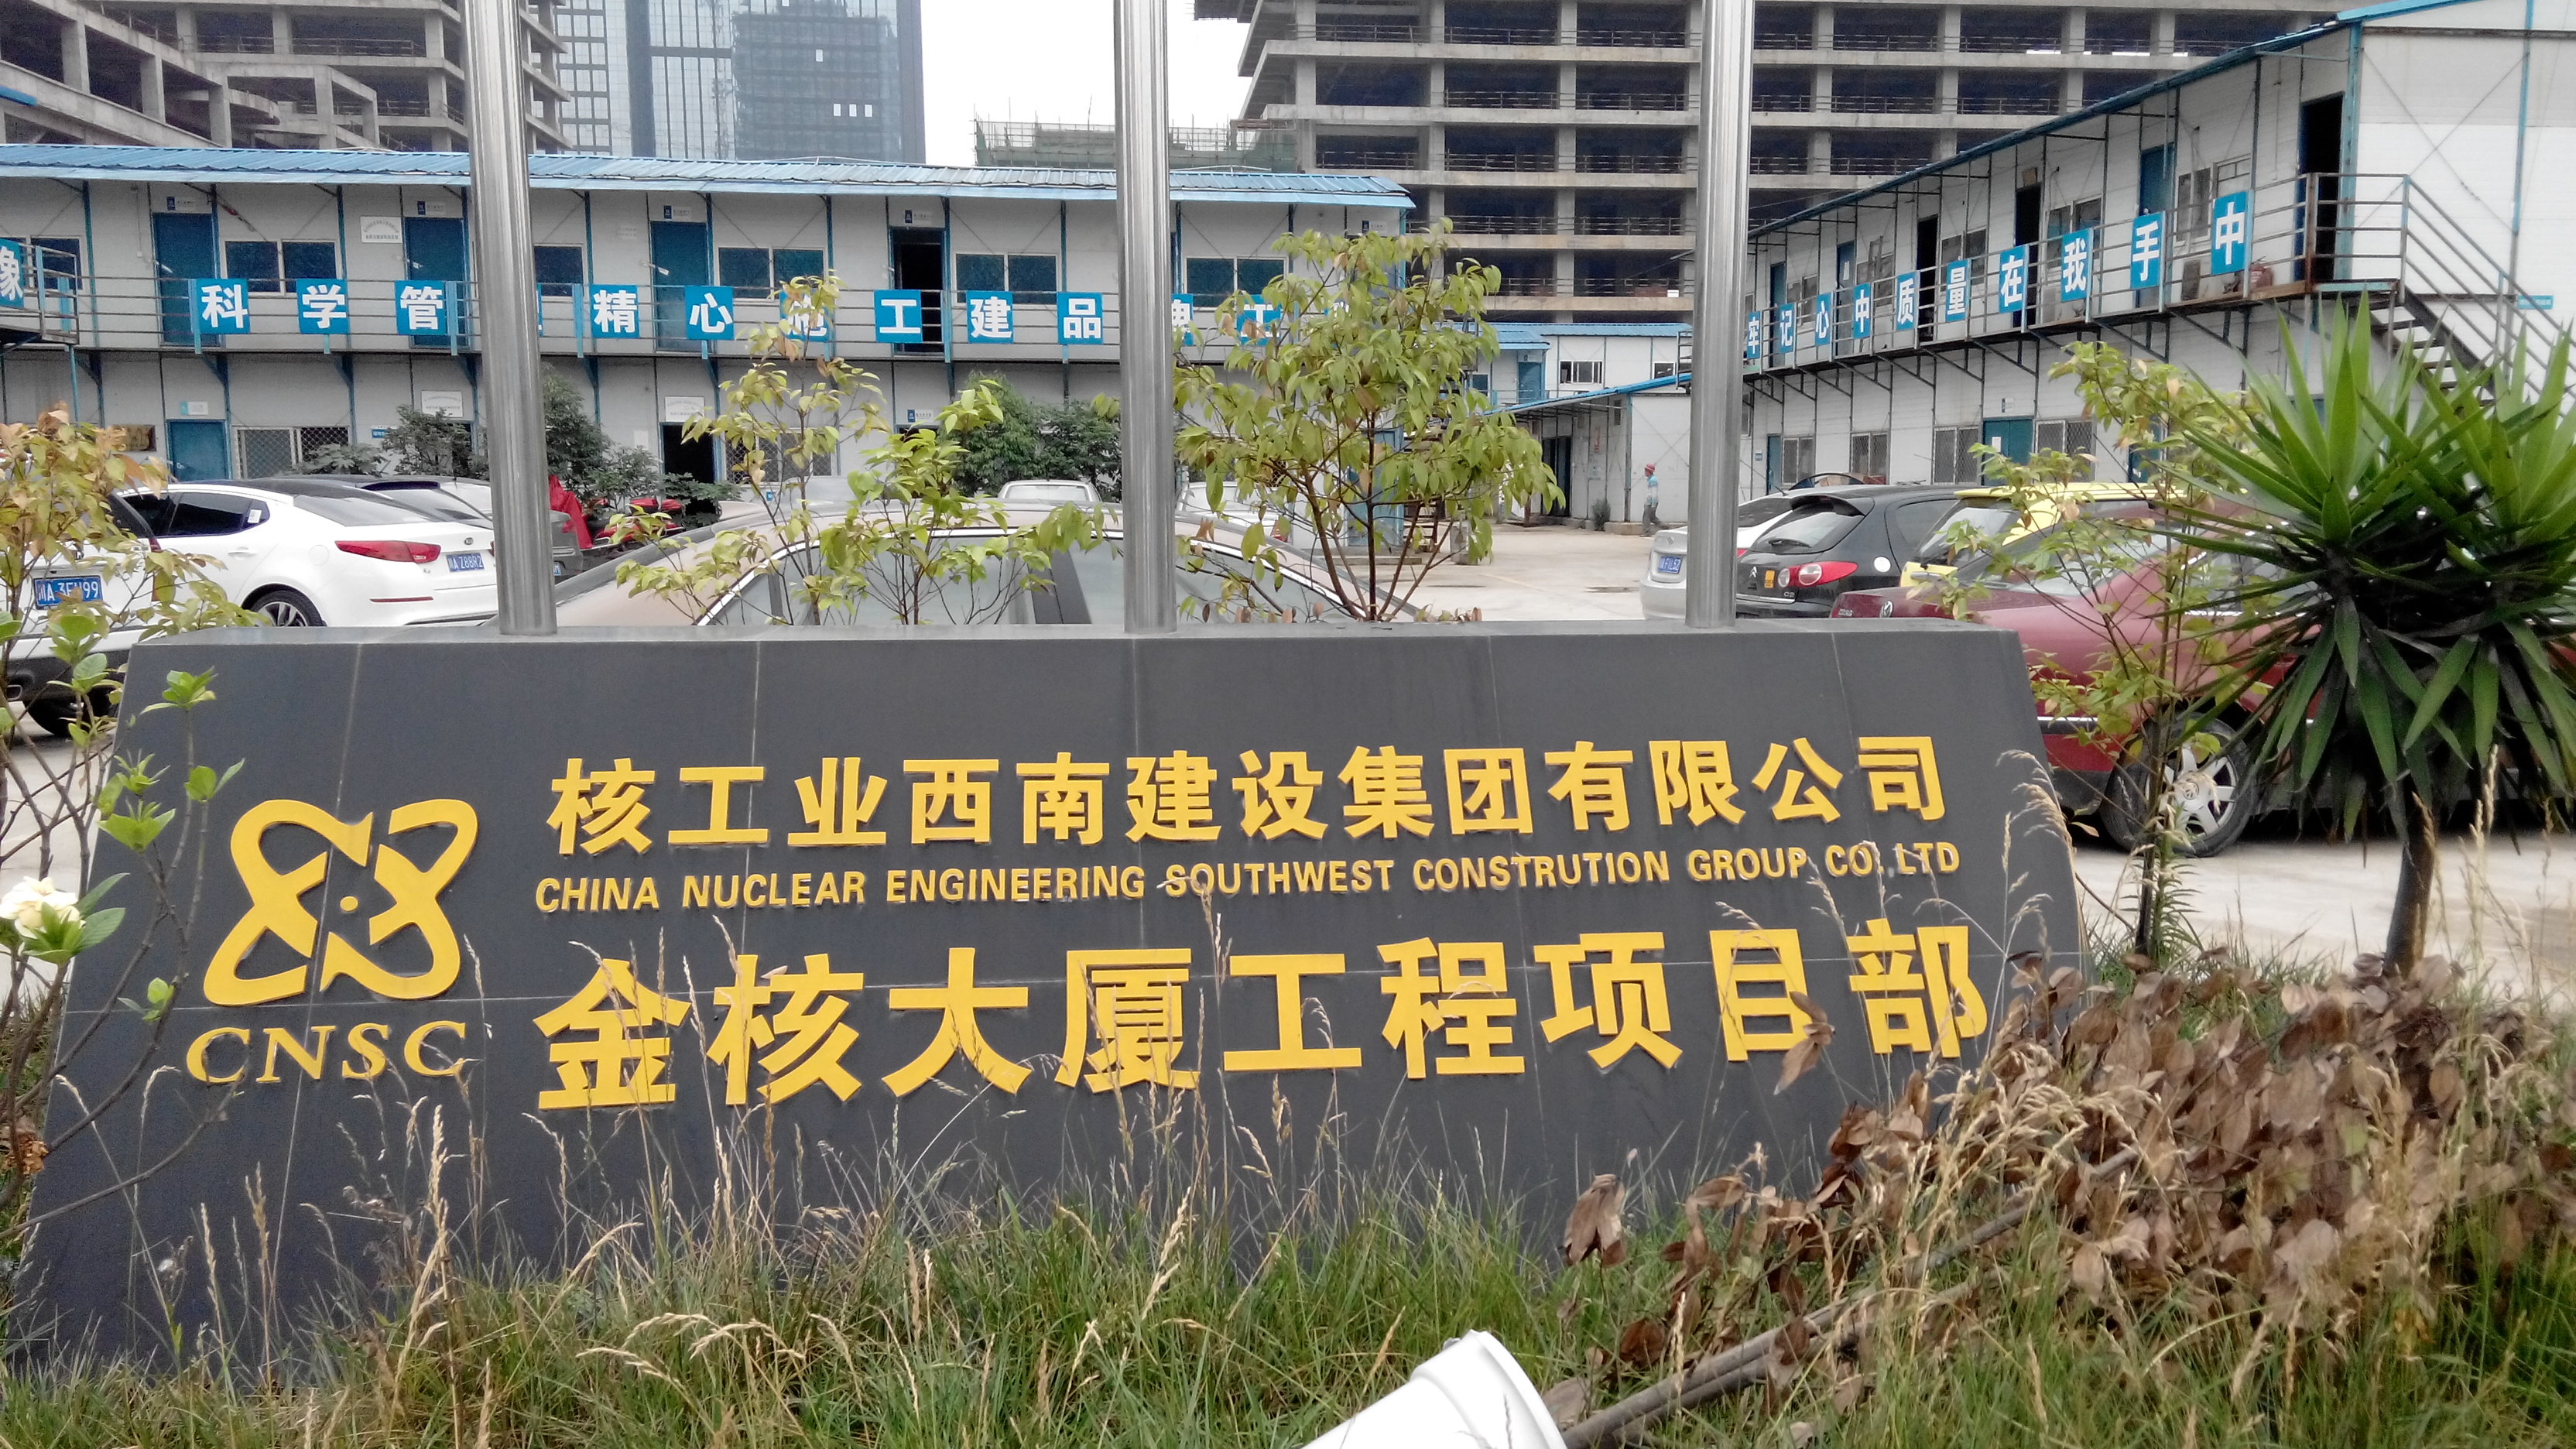 像
科学管 精心 工建品
牢记心中质量在我手中
核工业西南建设集团有限公司
CHINA NUCLEAR ENGINEERING SOUTHWEST CONSTRUTION GROUP CO.,LTD
CNSC
金核大厦工程项目部